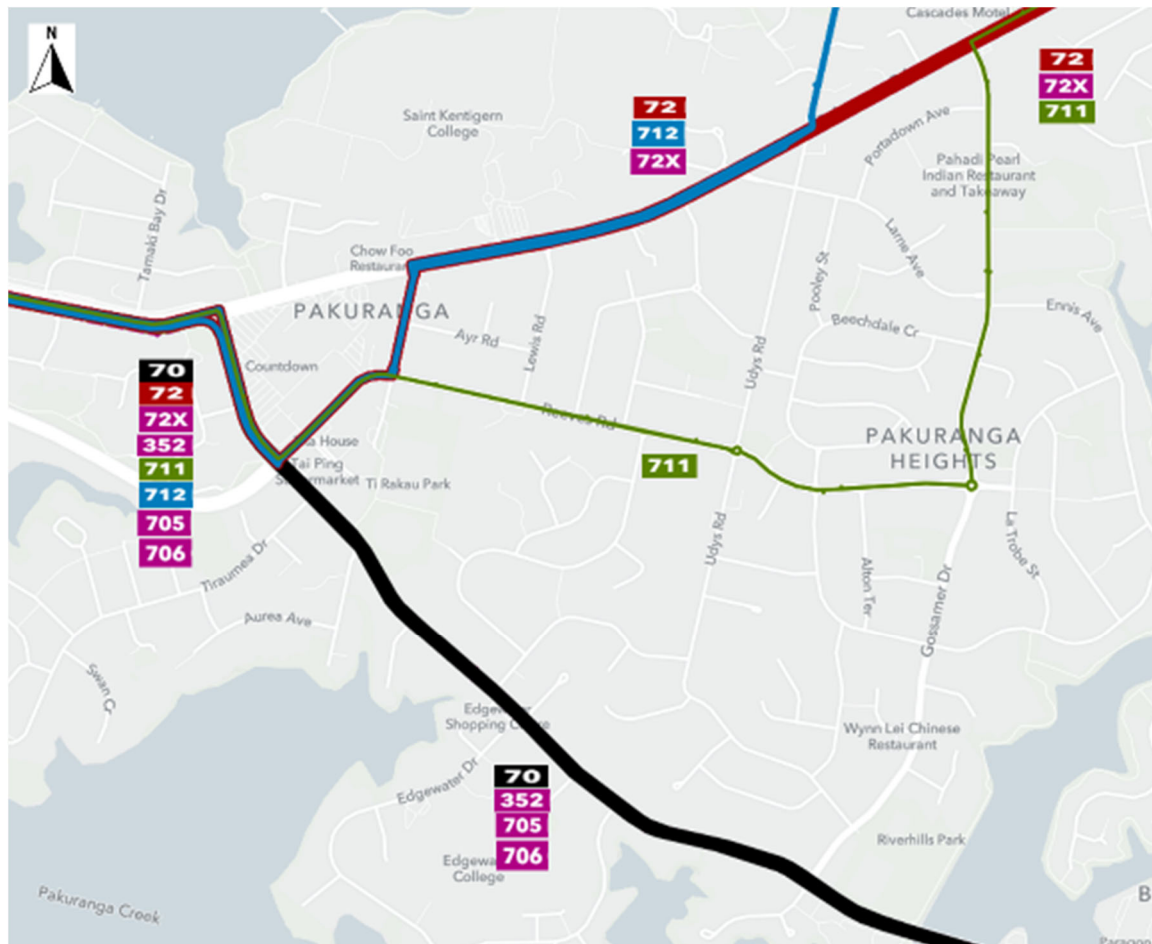 N
Cascades Motel
72
72X
711
72
712
72X
Saint Kentigern
College
Portadown Ave
Pahadi Pearl
Indian Restaurant
and Takeaway
Tamaki Bay Dr
Chow Foo
Restaurant
Larne Ave
Pooley St
PAKURANGA
Ennis Ave
Ayr Rd
Lewis Rd
Beechdale Cr
Udys Rd
Countdown
70
72
72X
352
711
712
705
706
Reeves Rd
PAKURANGA
HEIGHTS
House
Tai Ping
Supermarket
Ti Rakau Park
711
Udys Rd
La Trobe St
Tiraumea Dr
Alton Ter
Gossamer Dr
Aurea Ave
Swan Cr
Edgewater
Shopping Centre
Wynn Lei Chinese
Restaurant
Edgewater Dr
70
352
705
706
Riverhills Park
Edgewater
College
Pakuranga Creek
B
Paragon